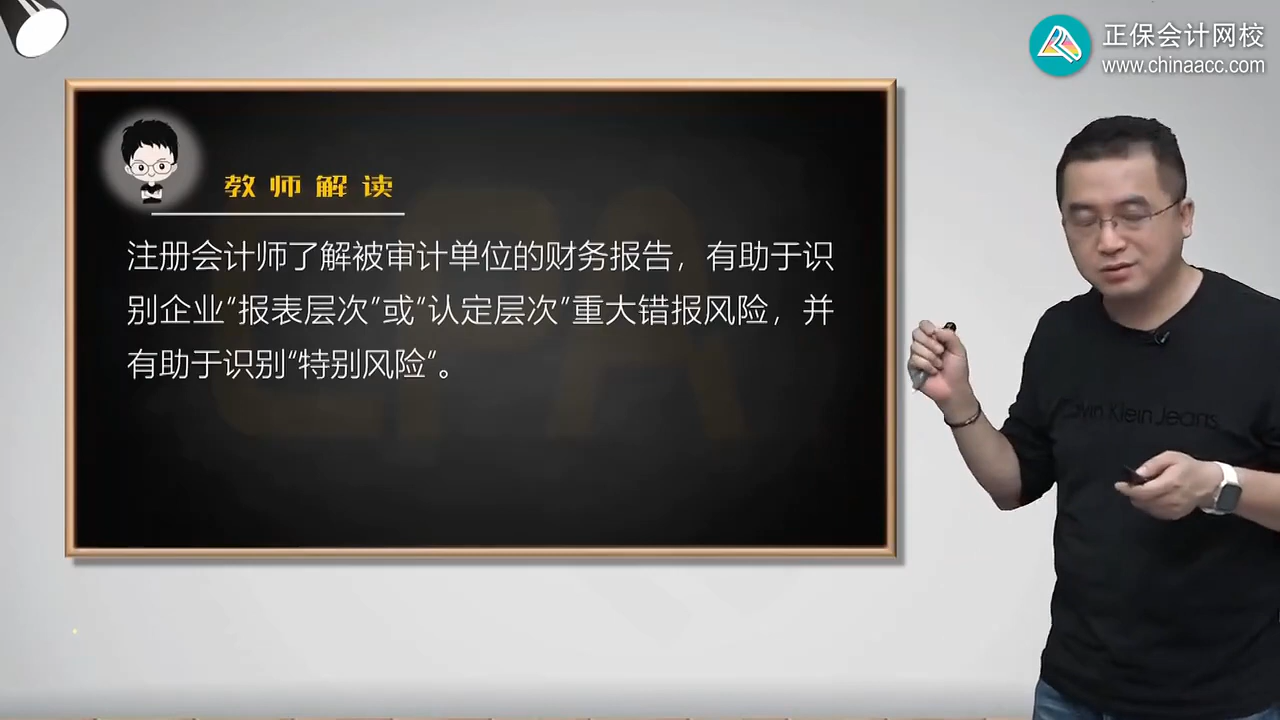 正保会计网校
www.chinaacc.com
教师解读
注册会计师了解被审计单位的财务报告，有助于识
别企业“报表层次”或“认定层次”重大错报风险，并
有助于识别“特别风险”。
CPA
Calvin Klein Jeans